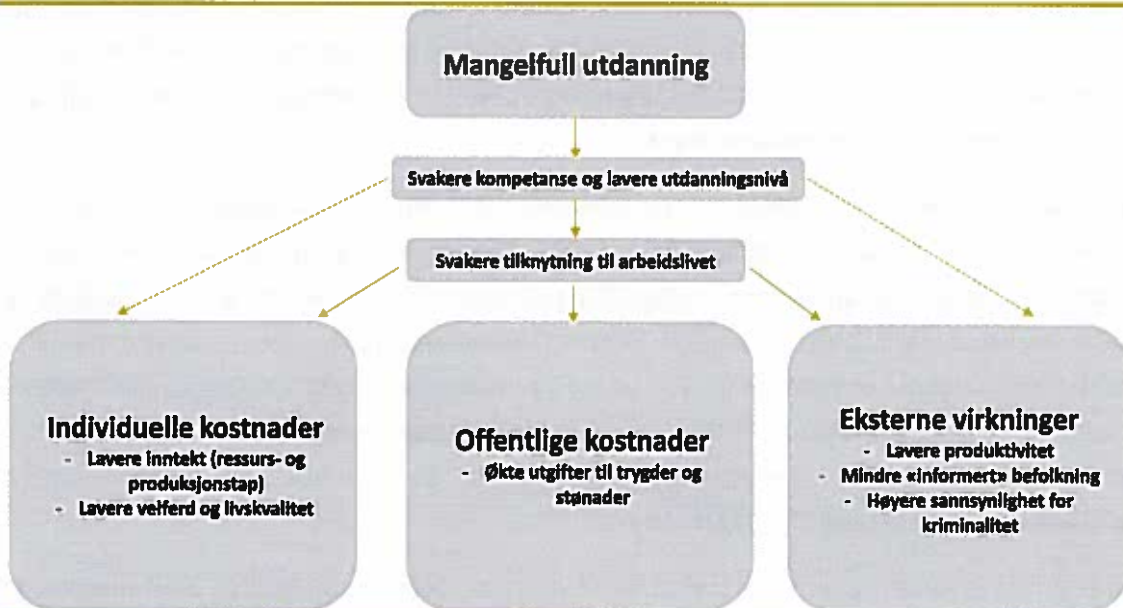 Mangelfull utdanning
Svakere kompetanse og lavere utdanningsnivå
Svakere tilknytning til arbeidslivet
Individuelle kostnader
- Lavere inntekt (ressurs- og
produksjonstap)
- Lavere velferd og livskvalitet
Offentlige kostnader
- Økte utgifter til trygder og
stønader
Eksterne virkninger
- Lavere produktivitet
- Mindre «informert» befolkning
- Høyere sannsynlighet for
kriminalitet